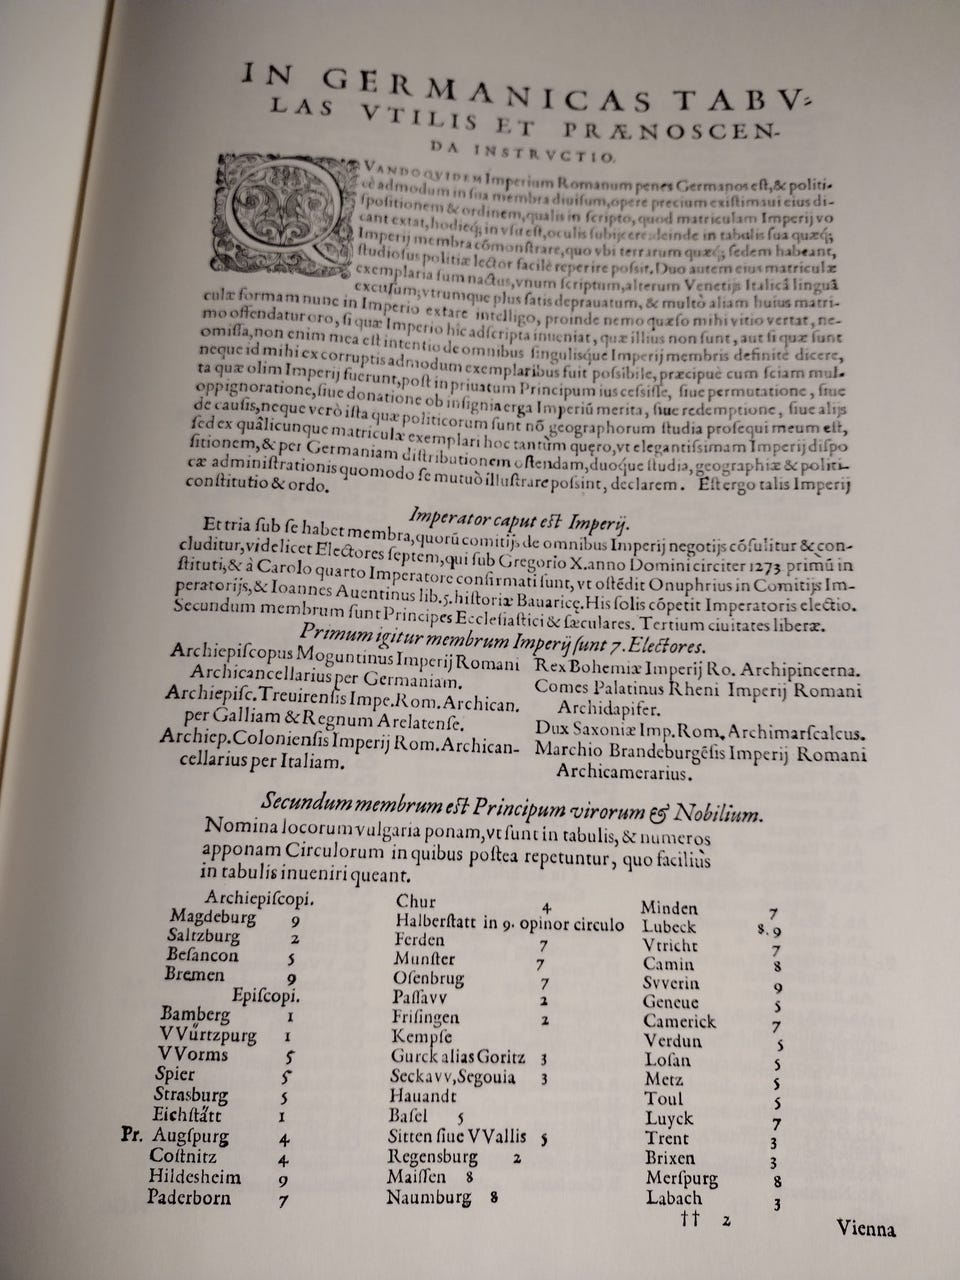 IN GERMANICAS TABV-
LAS VTILIS ET PRÆNOSCEN-
DA INSTRVCTIO.
QVANDOQVIDEM Imperium Romanum penes Germanos eſt, & politi-
cè admodum in ſua membra diuiſum, opere precium exiſtimaui eius di-
ſpoſitionem & ordinem, qualis in ſcripto, quod matriculam Imperij vo
cant extat, hodieq; in vſu eſt, oculis ſubijcere, deinde in tabulis ſua quæq;
Imperij membra cōmonſtrare, quo vbi terrarum quæq; ſedem habeant,
ſtudioſus politiæ lector facilè reperire poſsit. Duo autem eius matriculæ
exemplaria ſum nactus, vnum ſcriptum, alterum Venetijs Italicâ linguâ
excuſum, vtrumque plus ſatis deprauatum, & multò aliam huius matri-
culæ formam nunc in Imperio extare intelligo, proinde nemo quæſo mihi vitio vertat, ne-
mo offendatur oro, ſi quæ Imperio hic adſcripta inueniat, quæ illius non ſunt, aut ſi quæ ſunt
omiſſa, non enim mea eſt intentio de omnibus ſingulisque Imperij membris definitè dicere,
neque id mihi ex corruptis admodum exemplaribus fuit poſsibile, præcipuè cum ſciam mul-
ta quæ olim Imperij fuerunt, poſt in priuatum Principum ius ceſsiſſe, ſiue permutatione, ſiue
oppignoratione, ſiue donatione ob inſignia erga Imperiū merita, ſiue redemptione, ſiue alijs
de cauſis, neque verò iſta quæ politicorum ſunt nō geographorum ſtudia proſequi meum eſt,
ſed ex qualicunque matriculæ exemplari hoc tantùm quęro, vt elegantiſsimam Imperij diſpo
ſitionem, & per Germaniam diſtributionem oſtendam, duoque ſtudia, geographiæ & politi-
cæ adminiſtrationis quomodo ſe mutuò illuſtrare poſsint, declarem. Eſt ergo talis Imperij
conſtitutio & ordo.
Imperator caput eſt Imperij.
Et tria ſub ſe habet membra, quorū comitijs de omnibus Imperij negotijs cōſulitur & con-
cluditur, videlicet Electores ſeptem, qui ſub Gregorio X. anno Domini circiter 1273 primū in
ſtituti, & à Carolo quarto Imperatore confirmati ſunt, vt oſtēdit Onuphrius in Comitijs Im-
peratorijs, & Ioannes Auentinus lib. 5. hiſtoriæ Bauaricę. His ſolis cōpetit Imperatoris electio.
Secundum membrum ſunt Principes Eccleſiaſtici & ſæculares. Tertium ciuitates liberæ.
Primum igitur membrum Imperij ſunt 7. Electores.
Archiepiſcopus Moguntinus Imperij Romani
Archicancellarius per Germaniam.
Archiepiſc. Treuirenſis Impe. Rom. Archican.
per Galliam & Regnum Arelatenſe.
Archiep. Colonienſis Imperij Rom. Archican-
cellarius per Italiam.
Rex Bohemiæ Imperij Ro. Archipincerna.
Comes Palatinus Rheni Imperij Romani
Archidapifer.
Dux Saxoniæ Imp. Rom. Archimarſcalcus.
Marchio Brandeburgēſis Imperij Romani
Archicamerarius.
Secundum membrum eſt Principum virorum & Nobilium.
Nomina locorum vulgaria ponam, vt ſunt in tabulis, & numeros
apponam Circulorum in quibus poſtea repetuntur, quo faciliùs
in tabulis inueniri queant.
Archiepiſcopi.
Magdeburg 9
Saltzburg 2
Beſancon 5
Bremen 9
Epiſcopi.
Bamberg 1
VVürtzpurg 1
VVorms 5
Spier 5
Strasburg 5
Eichſtätt 1
Pr. Augſpurg 4
Coſtnitz 4
Hildesheim 9
Paderborn 7
Chur 4
Halberſtatt in 9. opinor circulo
Ferden 7
Munſter 7
Oſenbrug 7
Paſſavv 2
Friſingen 2
Kempſe
Gurck alias Goritz 3
Seckavv, Segouia 3
Hauandt
Baſel 5
Sitten ſiue VVallis 5
Regensburg 2
Maiſſen 8
Naumburg 8
Minden 7
Lubeck 8. 9
Vtricht 7
Camin 8
Svverin 9
Geneue 5
Camerick 7
Verdun 5
Loſan 5
Metz 5
Toul 5
Luyck 7
Trent 3
Brixen 3
Merſpurg 8
Labach 3
†† 2
Vienna